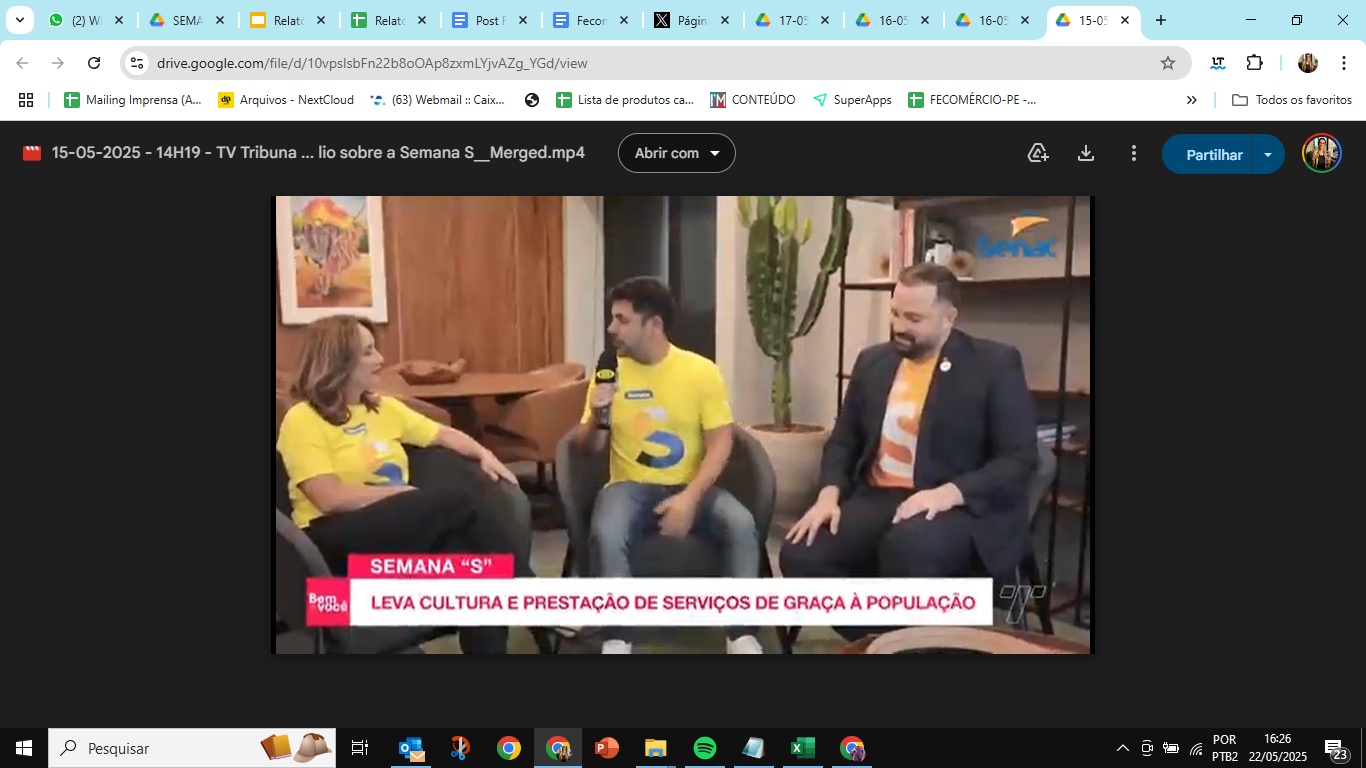 (2) W
SEMA
Relato
Relato
Post F
Fecon
Págin
17-05
16-05
16-05
15-05
drive.google.com/file/d/10vpsIsbFn22b8oOAp8zxmLYjvAZg_YGd/view
Mailing Imprensa (A...
Arquivos - NextCloud
(63) Webmail :: Caix...
Lista de produtos ca...
CONTEÚDO
SuperApps
FECOMÉRCIO-PE -...
Todos os favoritos
15-05-2025 - 14H19 - TV Tribuna ... lio sobre a Semana S__Merged.mp4
Abrir com
Partilhar
Senac
S
S
S
SEMANA “S”
Bem você
LEVA CULTURA E PRESTAÇÃO DE SERVIÇOS DE GRAÇA À POPULAÇÃO
Pesquisar
POR
PTB2
16:26
22/05/2025
23